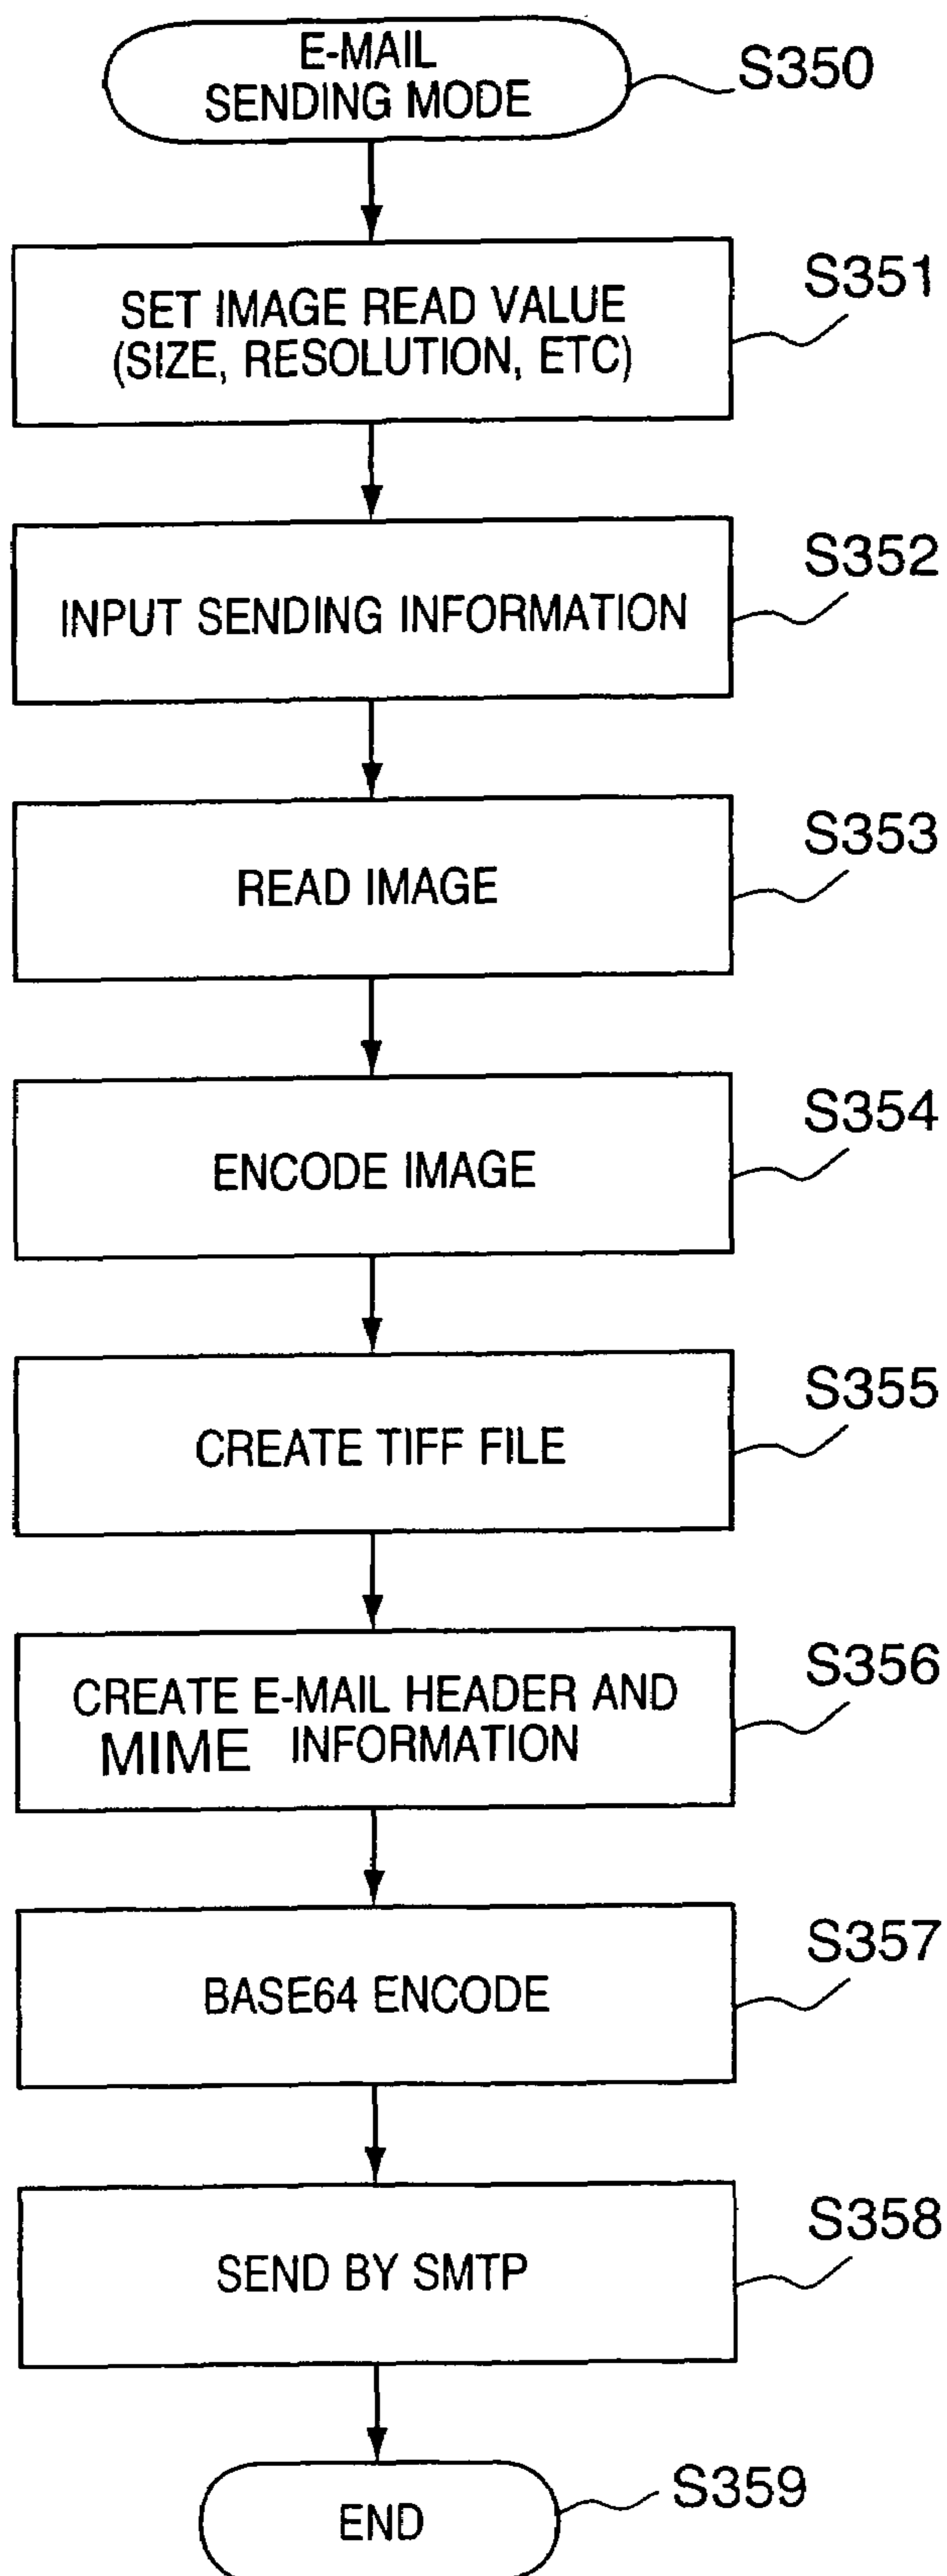 E-MAIL
SENDING MODE
S350
SET IMAGE READ VALUE
(SIZE, RESOLUTION, ETC)
S351
INPUT SENDING INFORMATION
S352
READ IMAGE
S353
ENCODE IMAGE
S354
CREATE TIFF FILE
S355
CREATE E-MAIL HEADER AND
MIME INFORMATION
S356
BASE64 ENCODE
S357
SEND BY SMTP
S358
END
S359